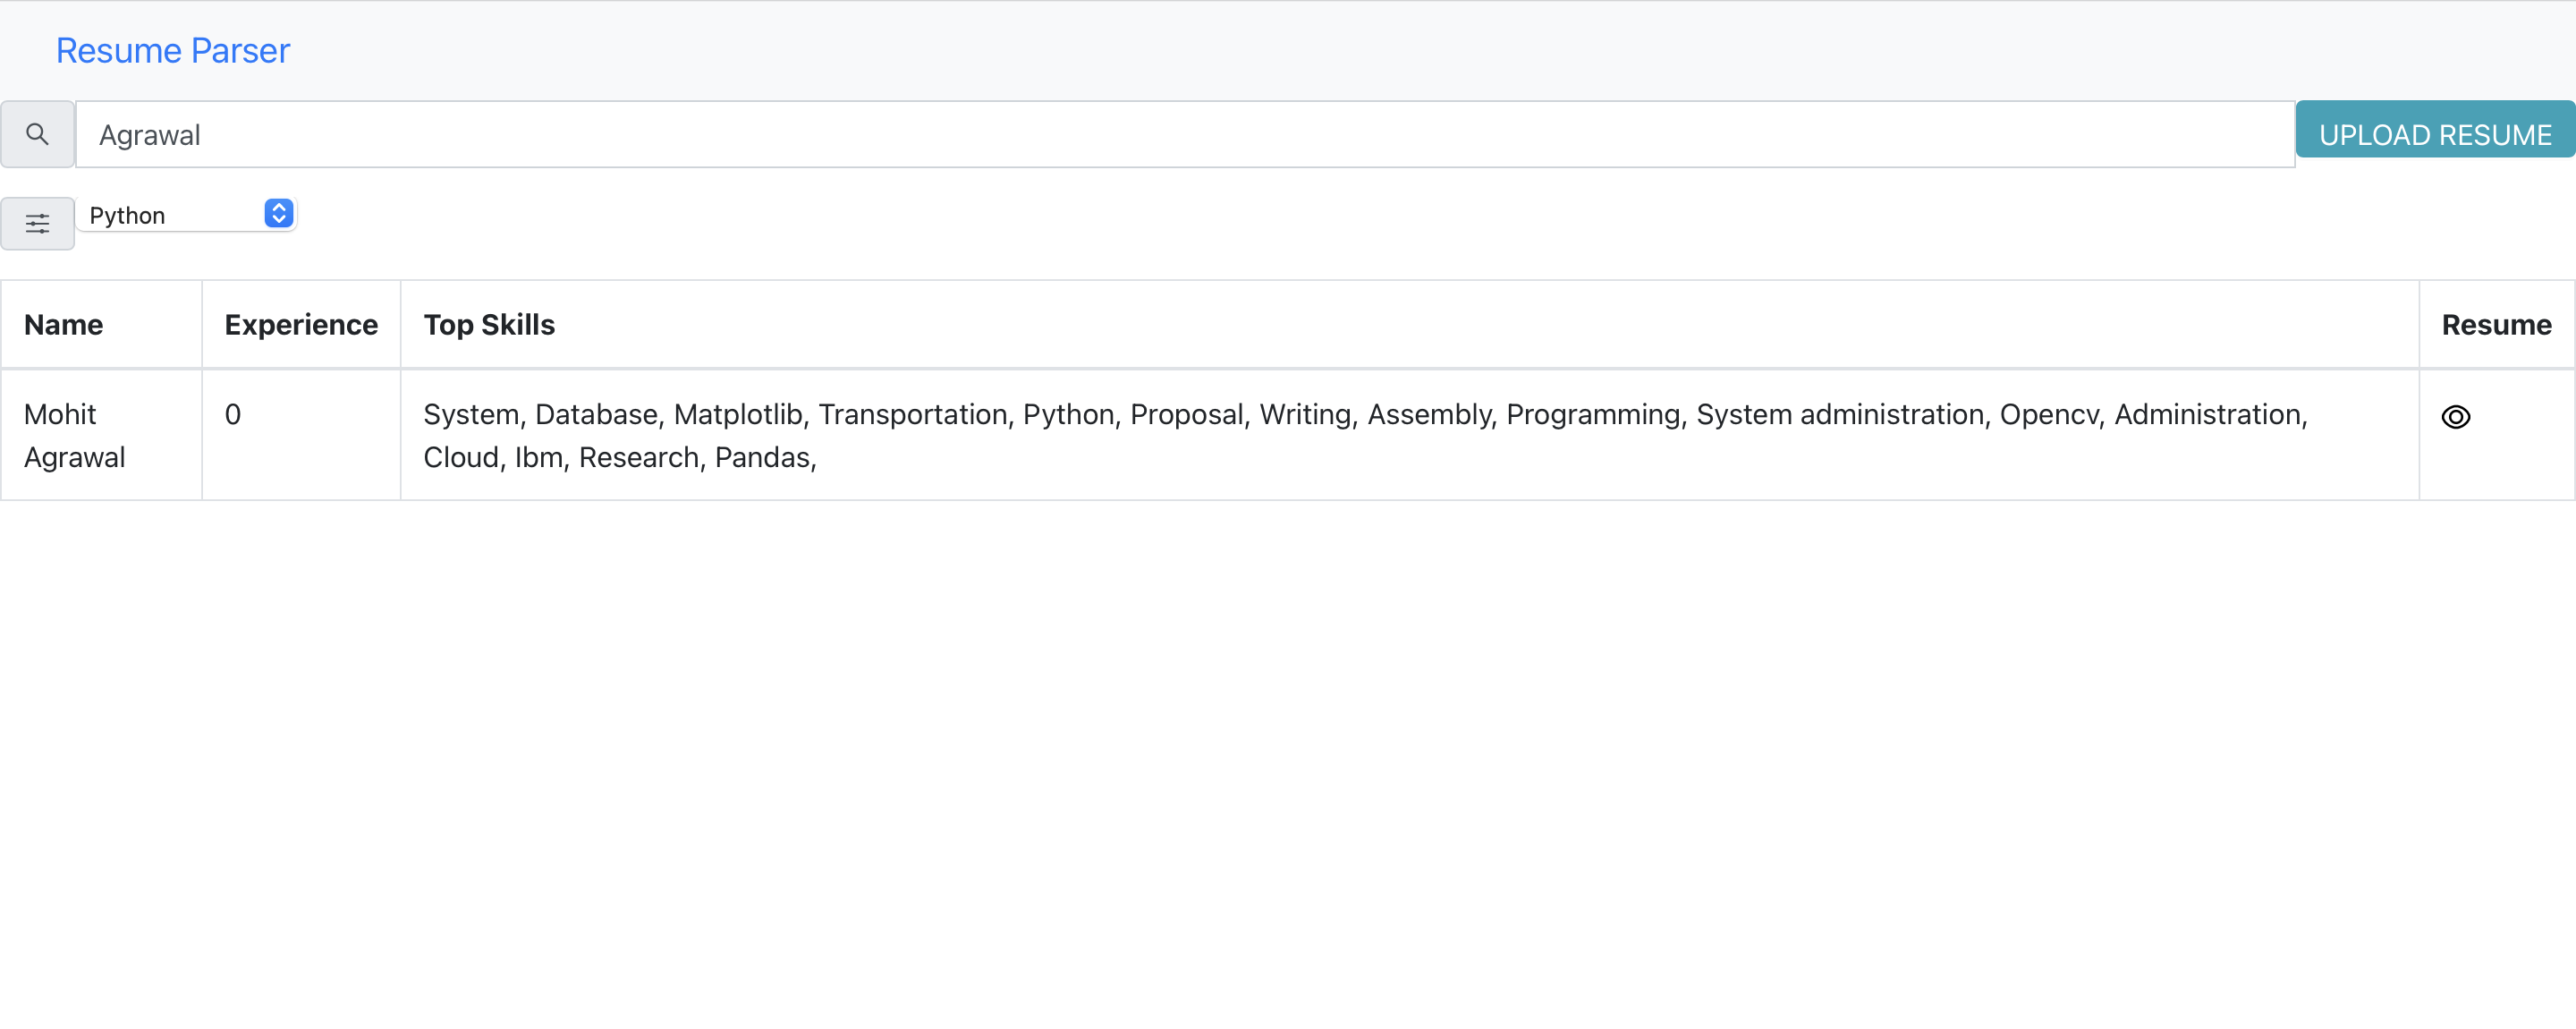 Resume Parser
Agrawal
UPLOAD RESUME
Python
Name Experience Top Skills Resume
Mohit 0 System, Database, Matplotlib, Transportation, Python, Proposal, Writing, Assembly, Programming, System administration, Opencv, Administration,
Agrawal Cloud, Ibm, Research, Pandas,